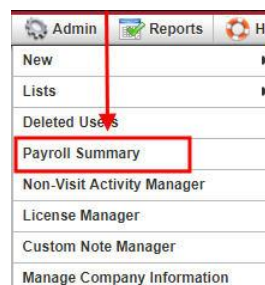 Admin Reports H
New
Lists
Deleted Users
Payroll Summary
Non-Visit Activity Manager
License Manager
Custom Note Manager
Manage Company Information